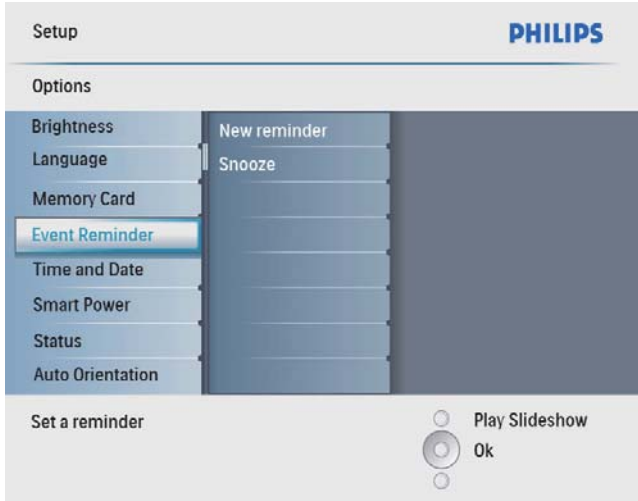 Setup
PHILIPS
Options
Brightness
Language
Memory Card
Event Reminder
Time and Date
Smart Power
Status
Auto Orientation
New reminder
Snooze
Set a reminder
Play Slideshow
Ok